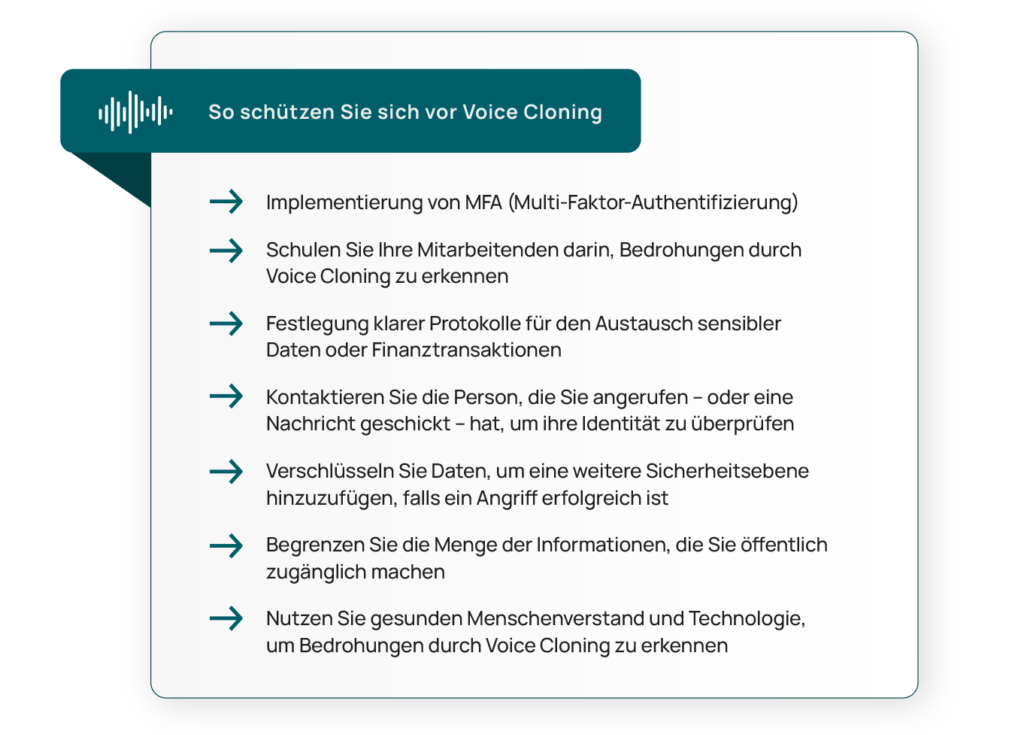 So schützen Sie sich vor Voice Cloning
Implementierung von MFA (Multi-Faktor-Authentifizierung)
Schulen Sie Ihre Mitarbeitenden darin, Bedrohungen durch
Voice Cloning zu erkennen
Festlegung klarer Protokolle für den Austausch sensibler
Daten oder Finanztransaktionen
Kontaktieren Sie die Person, die Sie angerufen – oder eine
Nachricht geschickt – hat, um ihre Identität zu überprüfen
Verschlüsseln Sie Daten, um eine weitere Sicherheitsebene
hinzuzufügen, falls ein Angriff erfolgreich ist
Begrenzen Sie die Menge der Informationen, die Sie öffentlich
zugänglich machen
Nutzen Sie gesunden Menschenverstand und Technologie,
um Bedrohungen durch Voice Cloning zu erkennen